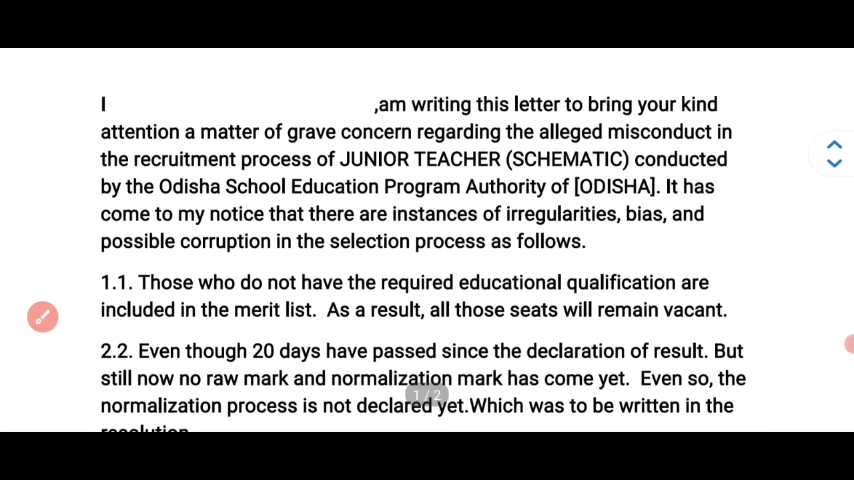 I ,am writing this letter to bring your kind
attention a matter of grave concern regarding the alleged misconduct in
the recruitment process of JUNIOR TEACHER (SCHEMATIC) conducted
by the Odisha School Education Program Authority of [ODISHA]. It has
come to my notice that there are instances of irregularities, bias, and
possible corruption in the selection process as follows.
1.1. Those who do not have the required educational qualification are
included in the merit list. As a result, all those seats will remain vacant.
2.2. Even though 20 days have passed since the declaration of result. But
still now no raw mark and normalization mark has come yet. Even so, the
1 / 2
normalization process is not declared yet.Which was to be written in the
resolution